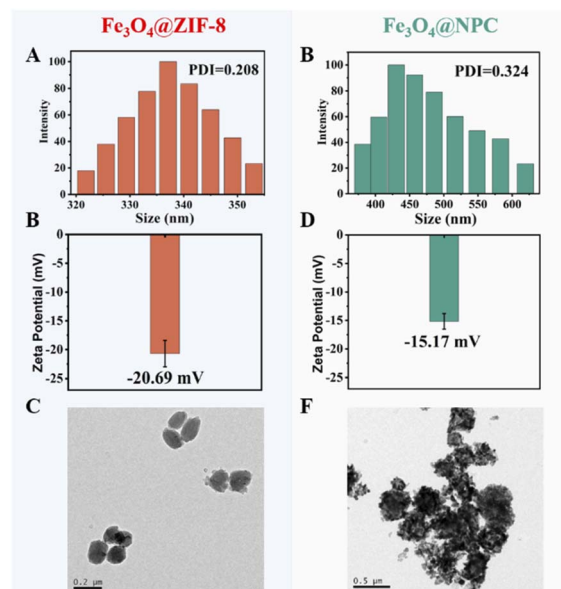 Fe₃O₄@ZIF-8
Fe₃O₄@NPC
A
PDI=0.208
Intensity
100
80
60
40
20
0
320
330
340
350
Size (nm)
B
PDI=0.324
Intensity
100
80
60
40
20
0
400
450
500
550
600
Size (nm)
B
Zeta Potential (mV)
0
-5
-10
-15
-20
-25
-20.69 mV
D
Zeta Potential (mV)
0
-5
-10
-15
-20
-25
-15.17 mV
C
0.2 μm
F
0.5 μm